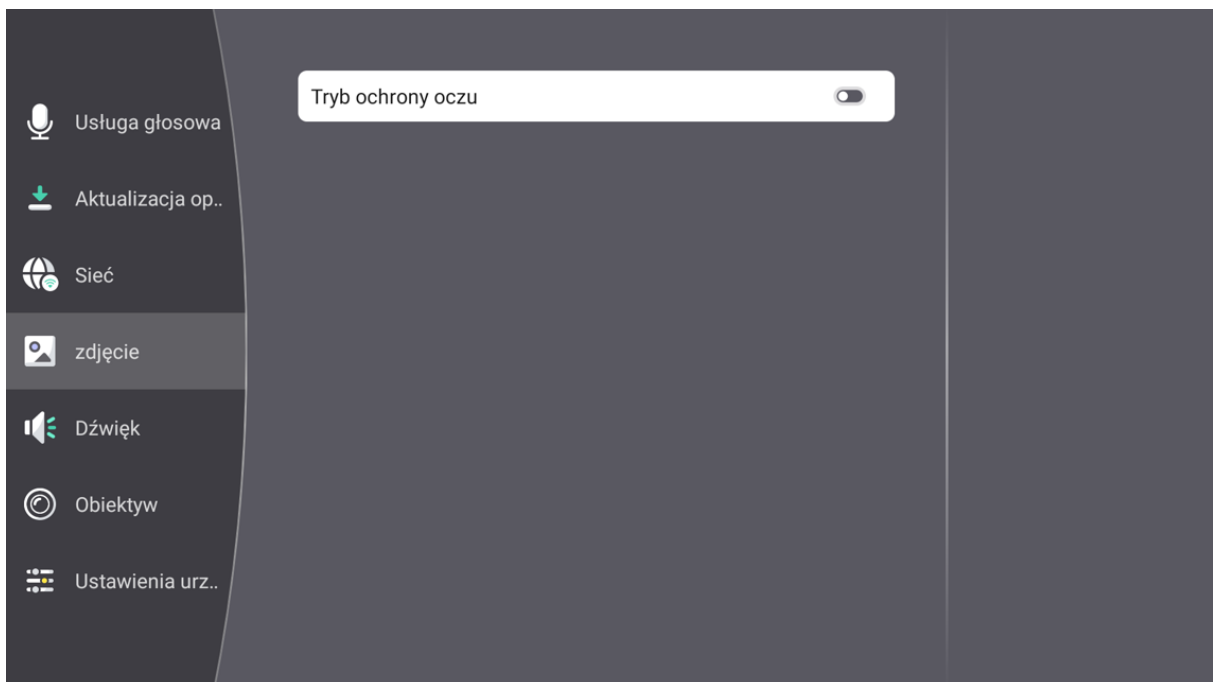 Tryb ochrony oczu
Usługa głosowa
Aktualizacja op..
Sieć
zdjęcie
Dźwięk
Obiektyw
Ustawienia urz..